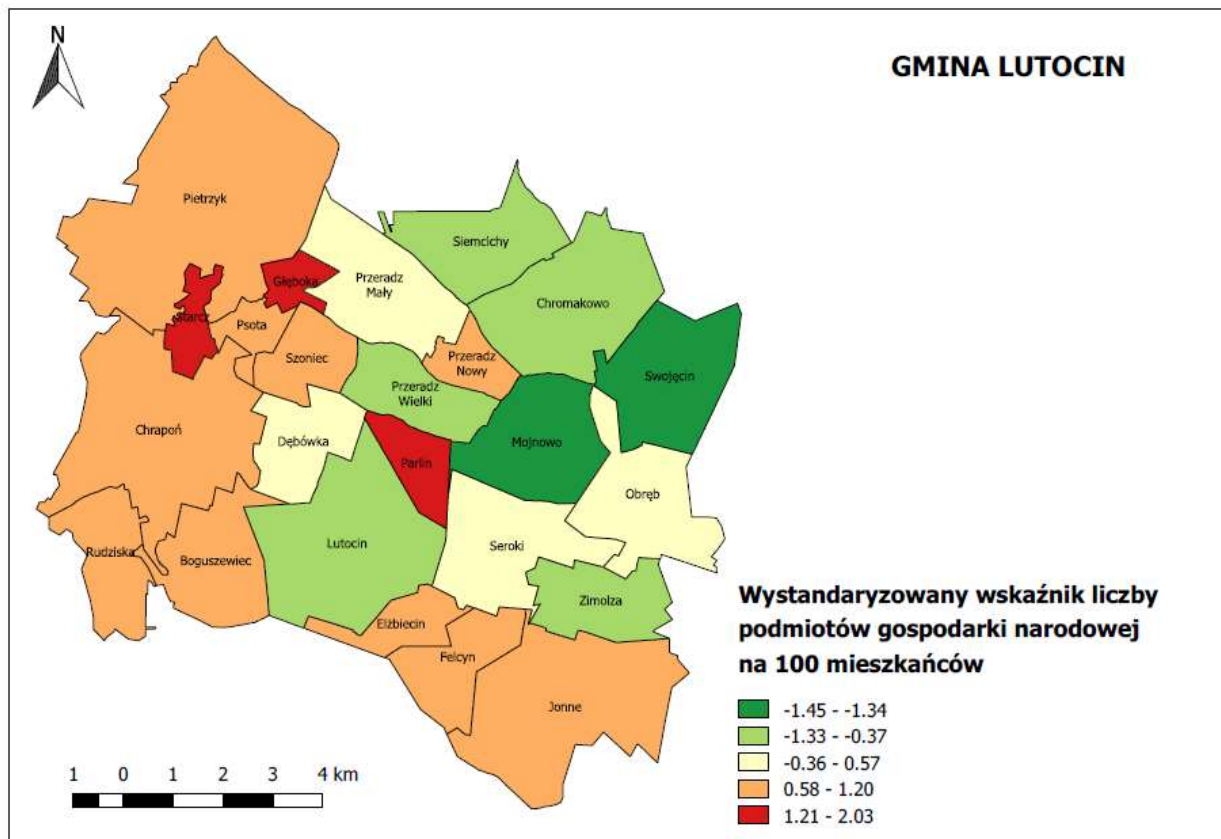 N
GMINA LUTOCIN
Pietrzyk
Siemcichy
Głęboka
Przeradz
Mały
Chromakowo
Starcz
Psota
Szoniec
Przeradz
Nowy
Swojęcin
Przeradz
Wielki
Chrapoń
Dębówka
Parlin
Mojnowo
Obręb
Lutocin
Seroki
Rudziska
Boguszewiec
Zimolza
Elżbiecin
Felcyn
Jonne
Wystandaryzowany wskaźnik liczby
podmiotów gospodarki narodowej
na 100 mieszkańców
-1.45 - -1.34
-1.33 - -0.37
-0.36 - 0.57
0.58 - 1.20
1.21 - 2.03
1 0 1 2 3 4 km